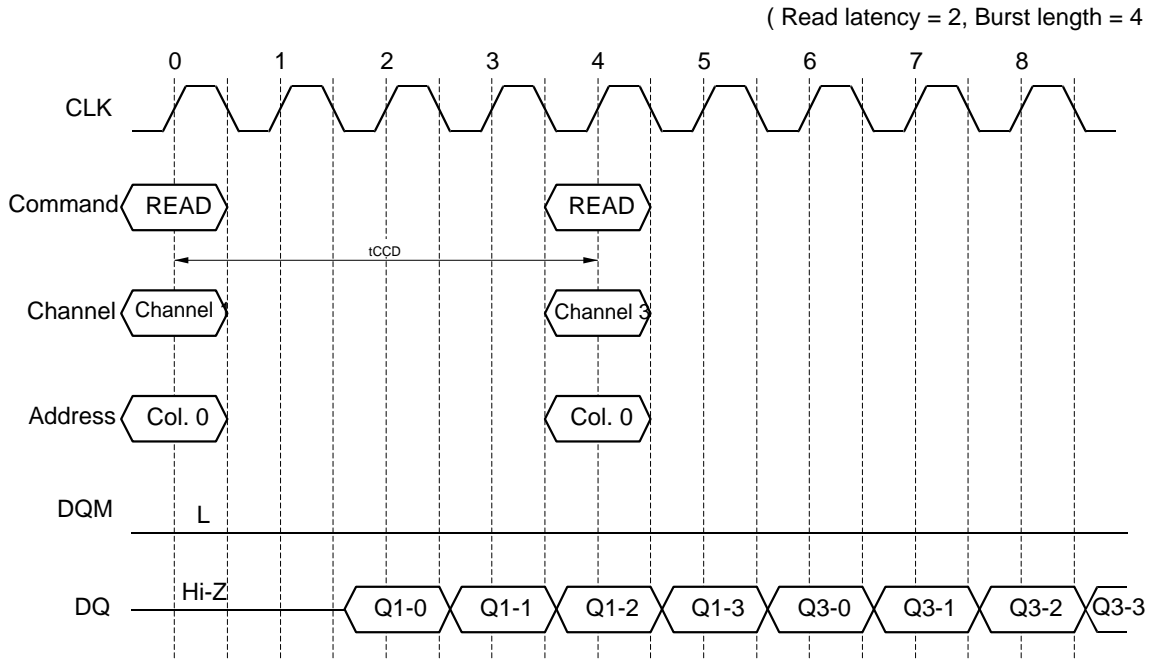 ( Read latency = 2, Burst length = 4
0 1 2 3 4 5 6 7 8
CLK
Command READ READ
tCCD
Channel Channel 1 Channel 3
Address Col. 0 Col. 0
DQM L
DQ Hi-Z Q1-0 Q1-1 Q1-2 Q1-3 Q3-0 Q3-1 Q3-2 Q3-3